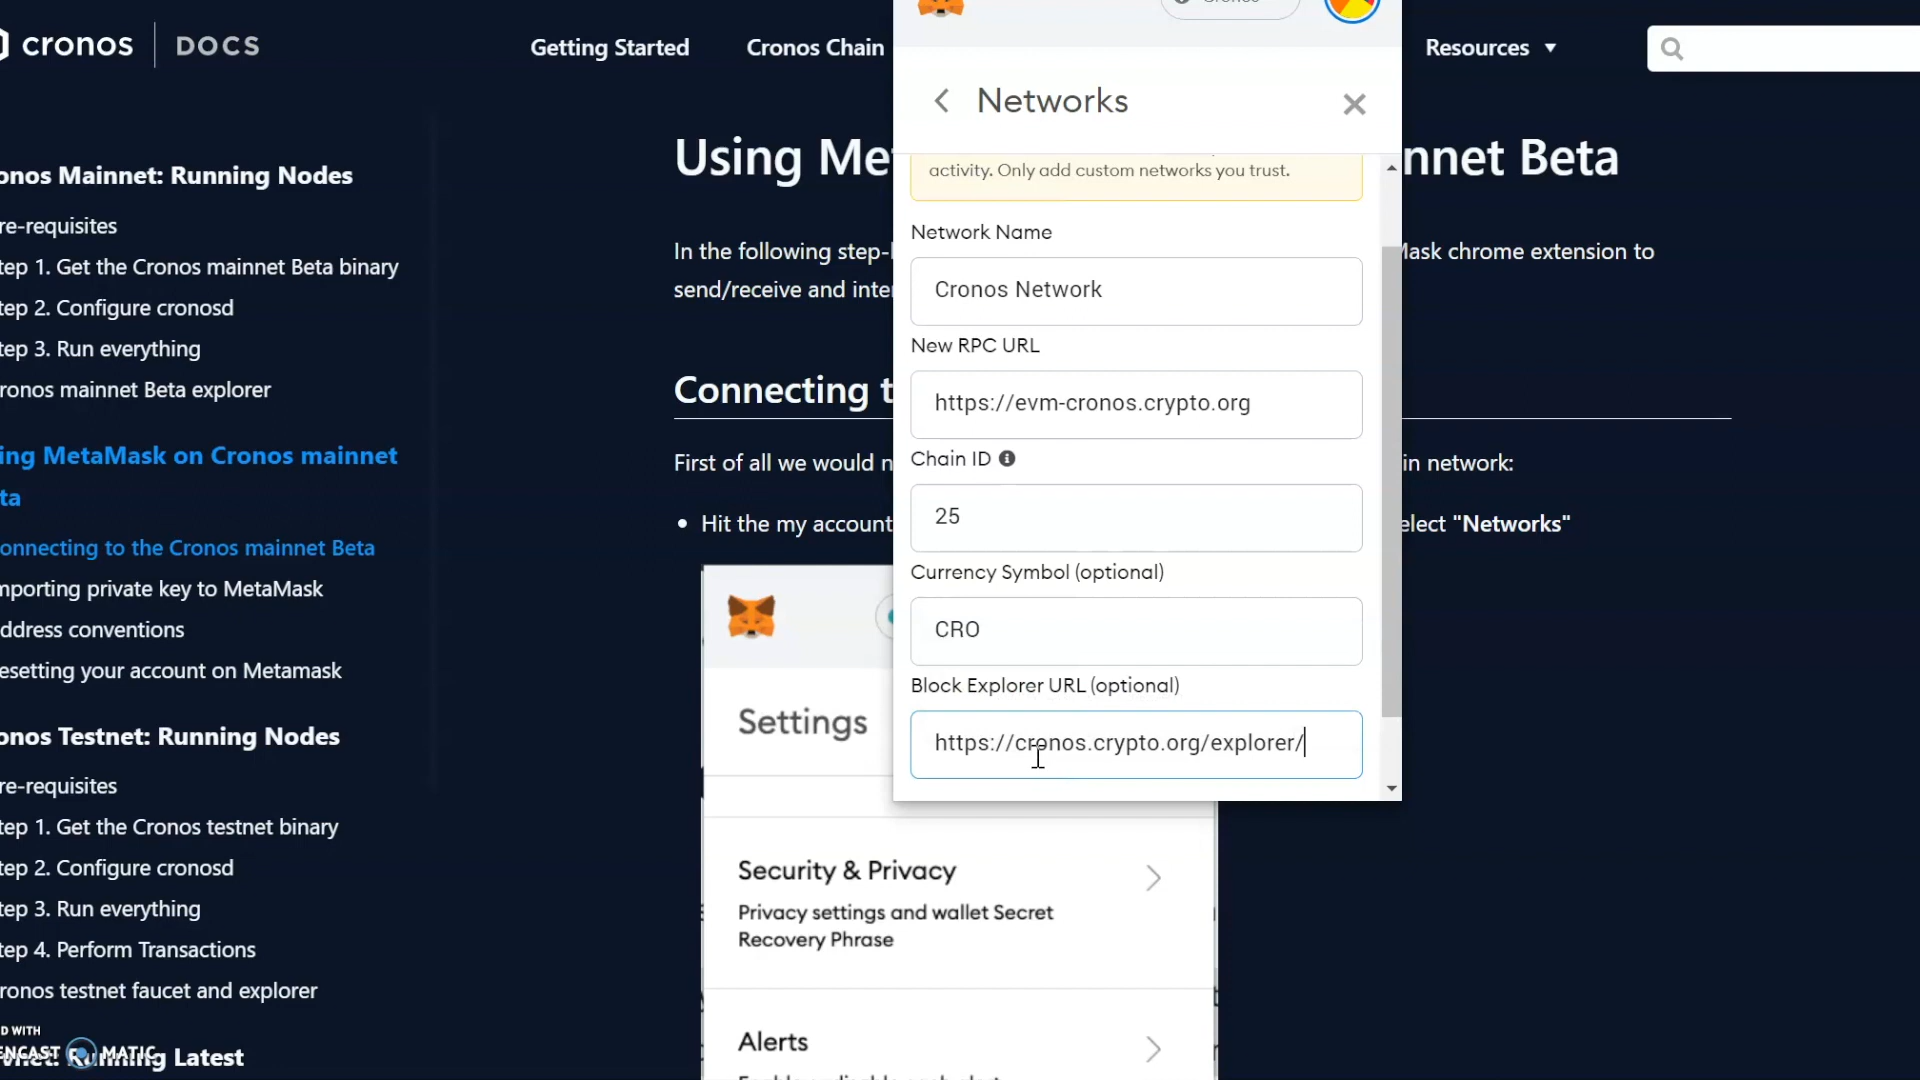 cronos DOCS
Getting Started
Cronos Chain
Resources
Networks
activity. Only add custom networks you trust.
Network Name
Cronos Network
New RPC URL
https://evm-cronos.crypto.org
Chain ID
25
Currency Symbol (optional)
CRO
Block Explorer URL (optional)
https://cronos.crypto.org/explorer/
onos Mainnet: Running Nodes
re-requisites
tep 1. Get the Cronos mainnet Beta binary
tep 2. Configure cronosd
tep 3. Run everything
ronos mainnet Beta explorer
ing MetaMask on Cronos mainnet
ta
onnecting to the Cronos mainnet Beta
mporting private key to MetaMask
ddress conventions
esetting your account on Metamask
onos Testnet: Running Nodes
re-requisites
tep 1. Get the Cronos testnet binary
tep 2. Configure cronosd
tep 3. Run everything
tep 4. Perform Transactions
ronos testnet faucet and explorer
Running Latest
D WITH
ENCAST MATIC
Using Me nnet Beta
In the following step- Mask chrome extension to
send/receive and inter
Connecting t
First of all we would n in network:
• Hit the my account elect "Networks"
Settings
Security & Privacy
Privacy settings and wallet Secret
Recovery Phrase
Alerts